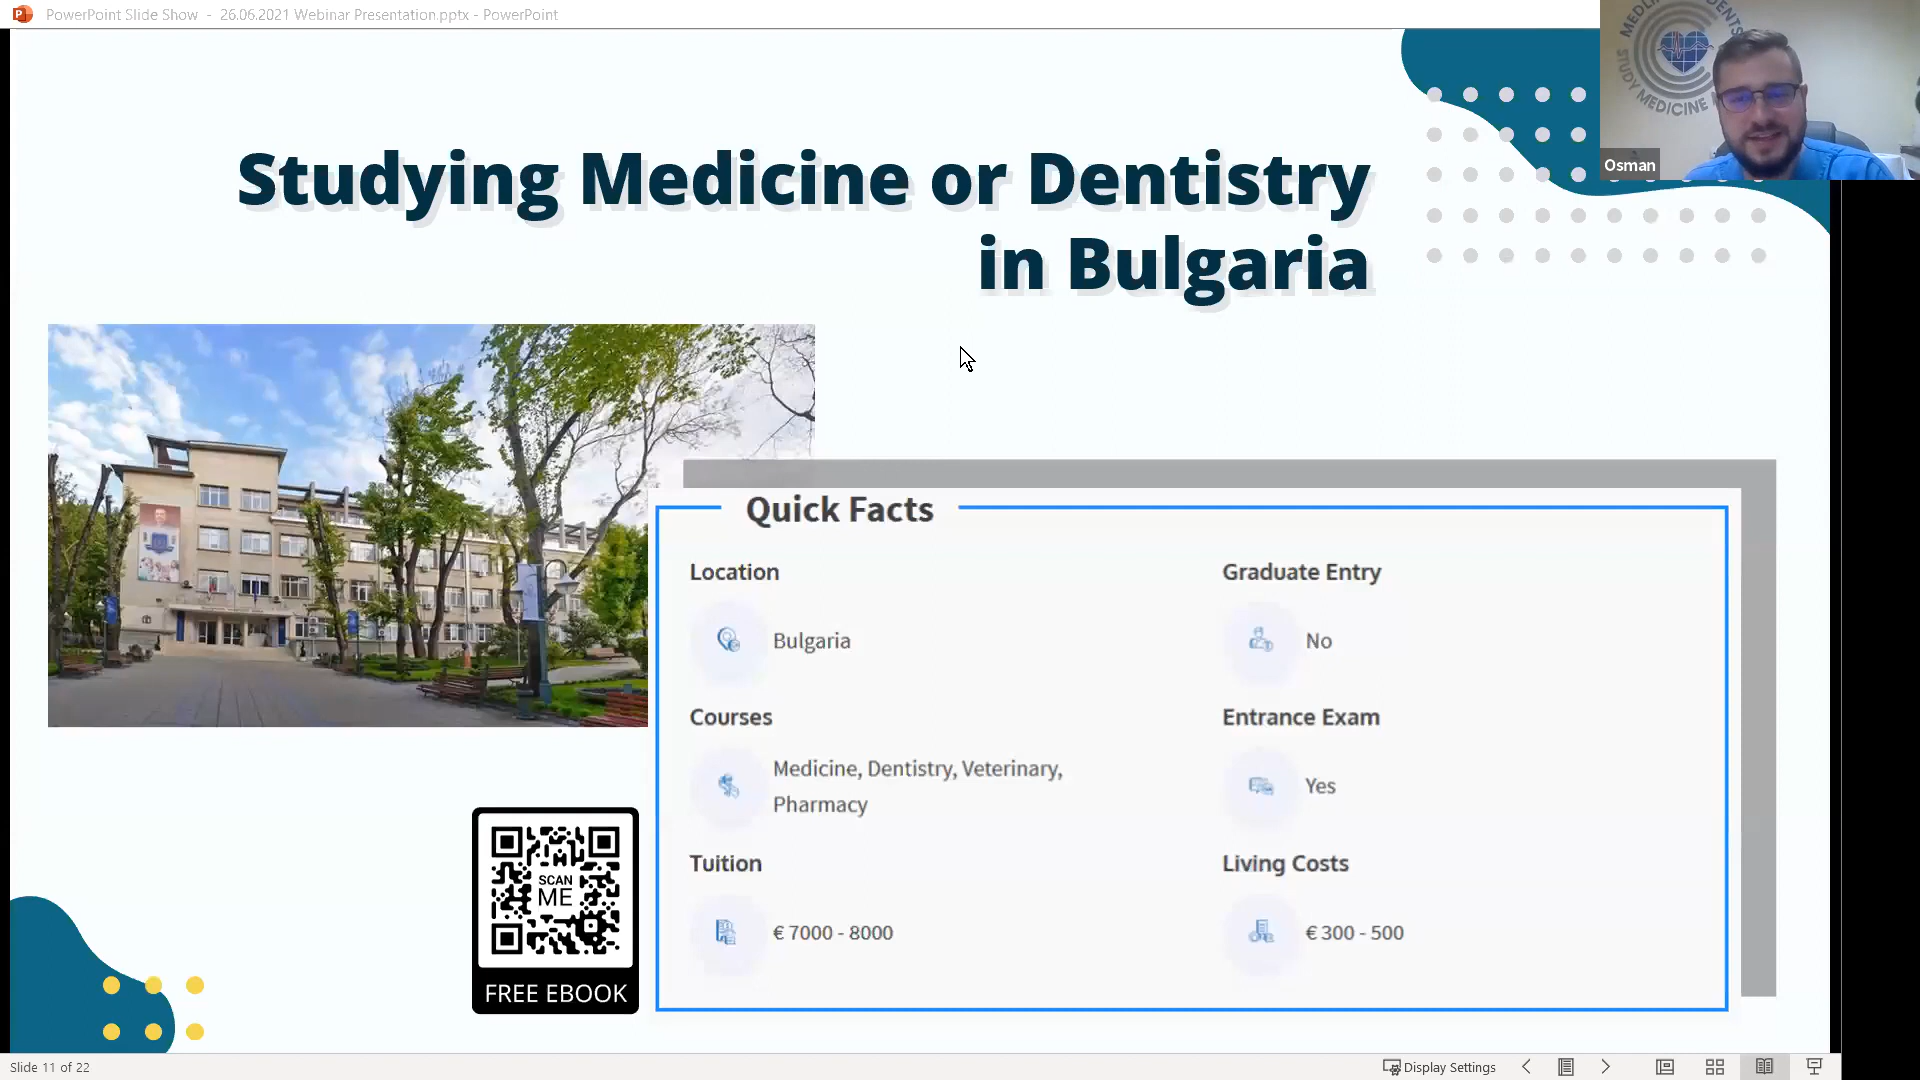 PowerPoint Slide Show - 26.06.2021 Webinar Presentation.pptx - PowerPoint
STUDY MEDICINE
Osman
Studying Medicine or Dentistry
in Bulgaria
Quick Facts
Location
Bulgaria
Graduate Entry
No
Courses
Medicine, Dentistry, Veterinary,
Pharmacy
Entrance Exam
Yes
Tuition
€ 7000 - 8000
Living Costs
€ 300 - 500
SCAN
ME
FREE EBOOK
Slide 11 of 22
Display Settings